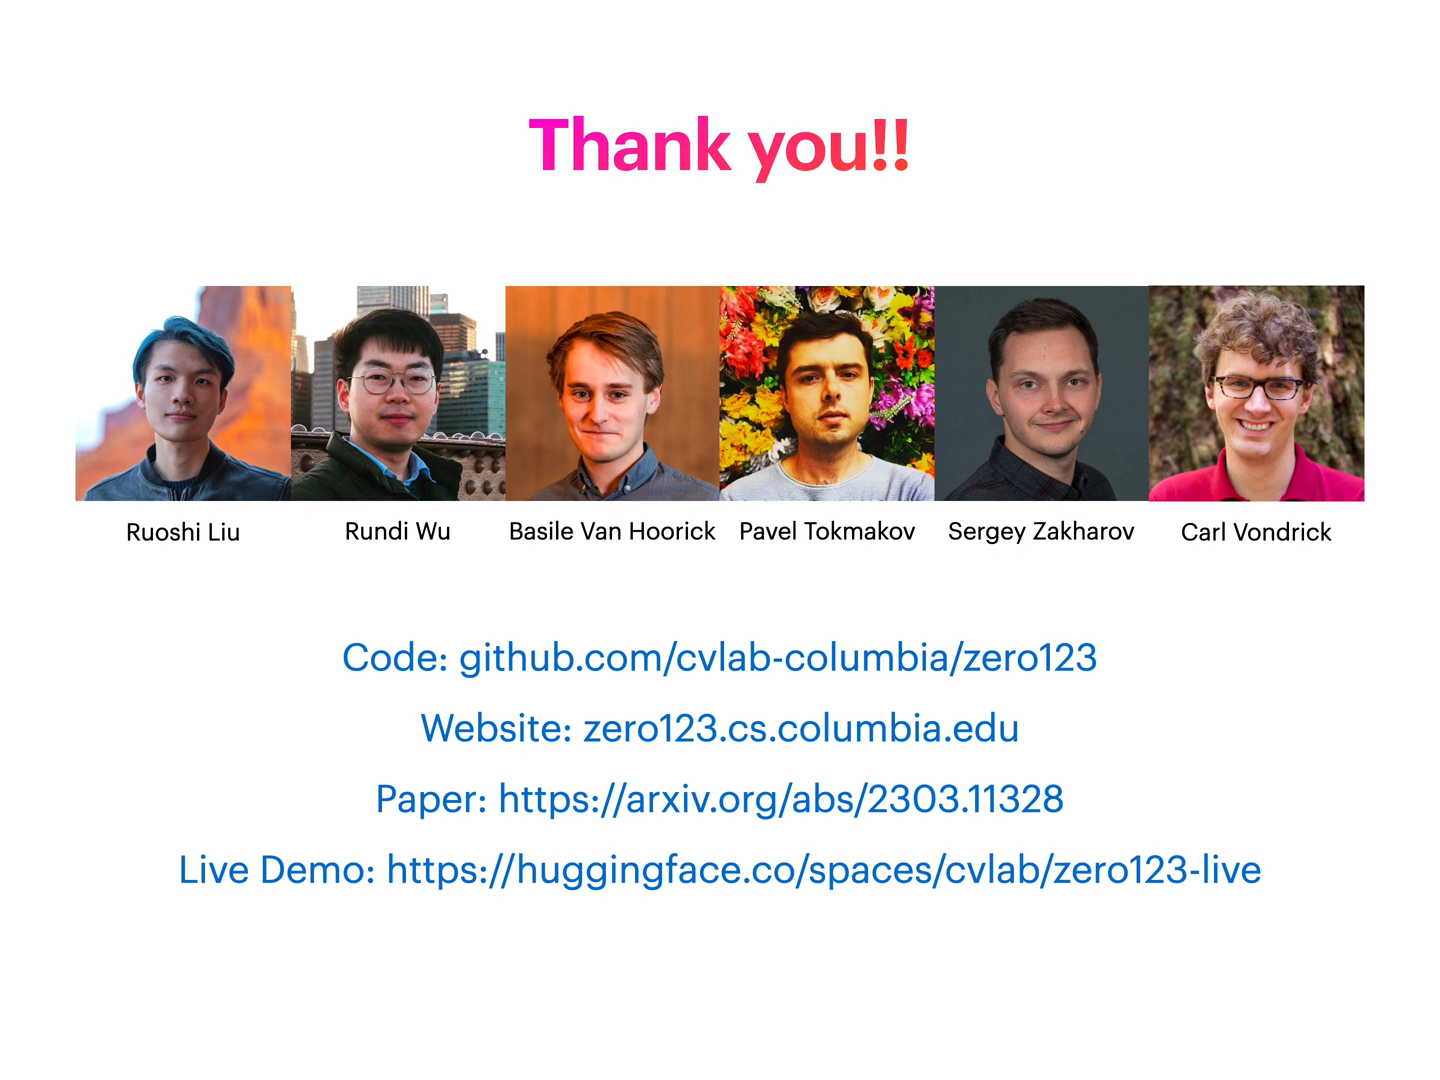 Thank you!!
Ruoshi Liu
Rundi Wu
Basile Van Hoorick
Pavel Tokmakov
Sergey Zakharov
Carl Vondrick
Code: github.com/cvlab-columbia/zero123
Website: zero123.cs.columbia.edu
Paper: https://arxiv.org/abs/2303.11328
Live Demo: https://huggingface.co/spaces/cvlab/zero123-live